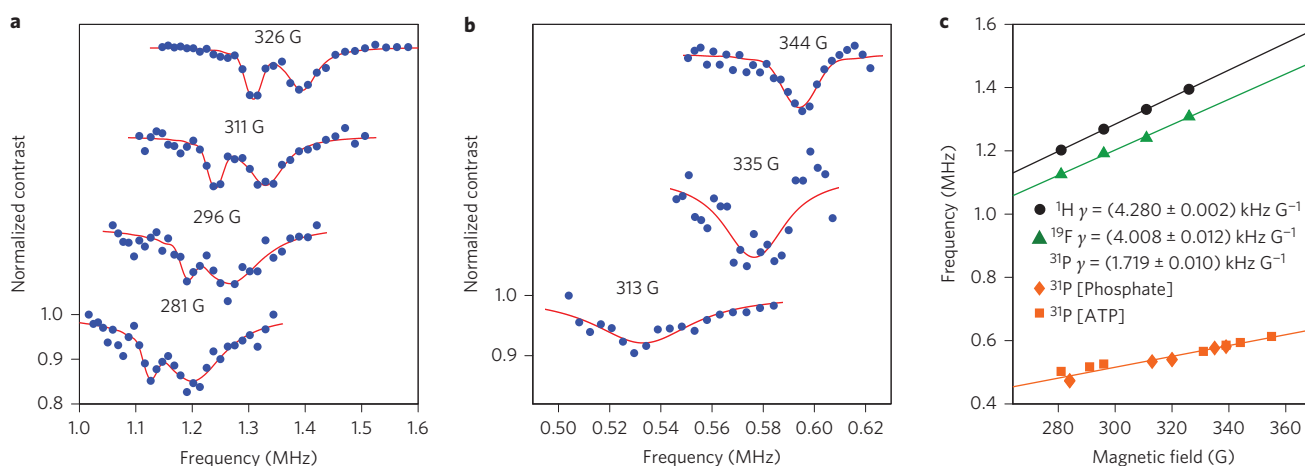 a
326 G
311 G
296 G
281 G
Normalized contrast
1.0
0.9
0.8
1.0 1.1 1.2 1.3 1.4 1.5 1.6
Frequency (MHz)
b
344 G
335 G
313 G
Normalized contrast
1.0
0.9
0.50 0.52 0.54 0.56 0.58 0.60 0.62
Frequency (MHz)
c
1.6
1.4
1.2
1.0
0.8
0.6
0.4
Frequency (MHz)
¹H γ = (4.280 ± 0.002) kHz G⁻¹
¹⁹F γ = (4.008 ± 0.012) kHz G⁻¹
³¹P γ = (1.719 ± 0.010) kHz G⁻¹
³¹P [Phosphate]
³¹P [ATP]
280 300 320 340 360
Magnetic field (G)